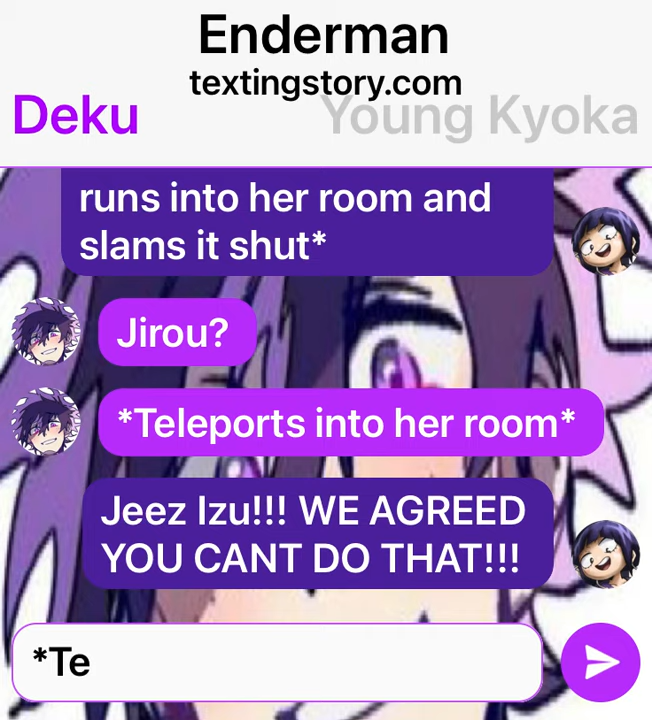 Enderman
textingstory.com
Deku
Young Kyoka
runs into her room and
slams it shut*
Jirou?
*Teleports into her room*
Jeez Izu!!! WE AGREED
YOU CANT DO THAT!!!
*Te